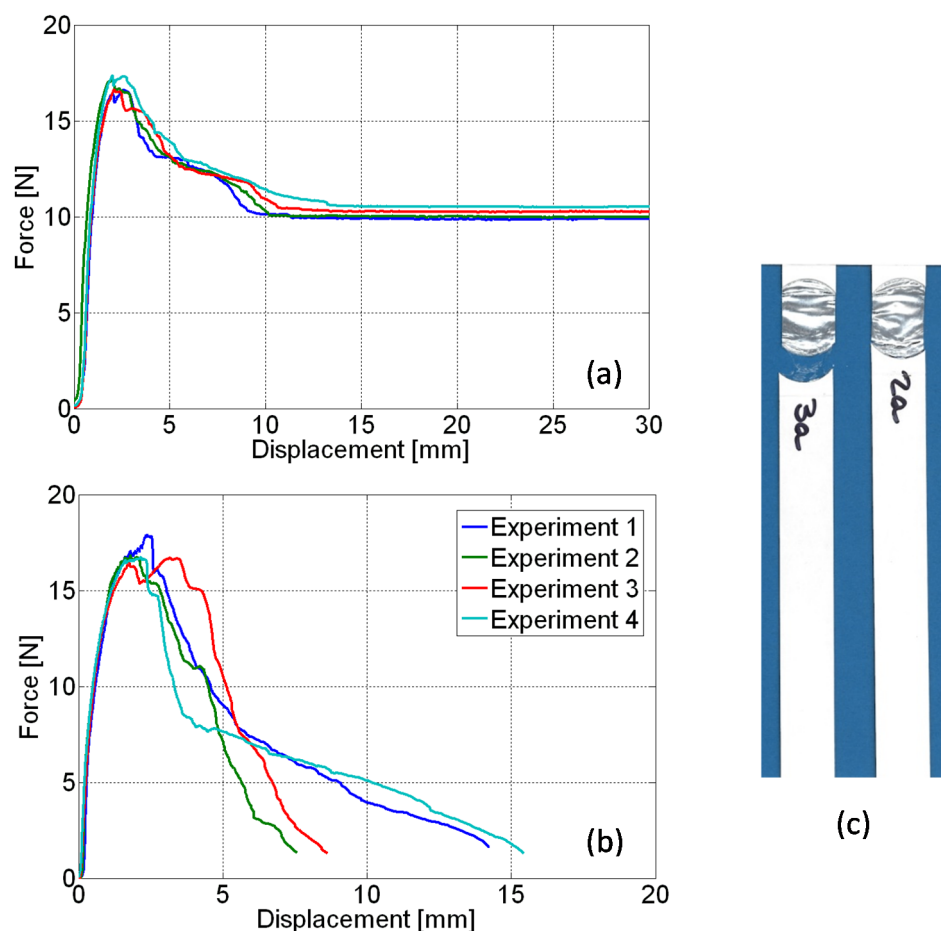 20
15
10
5
0
Force [N]
(a)
0 5 10 15 20 25 30
Displacement [mm]
20
15
10
5
0
Force [N]
Experiment 1
Experiment 2
Experiment 3
Experiment 4
(b)
0 5 10 15 20
Displacement [mm]
3a
2a
(c)